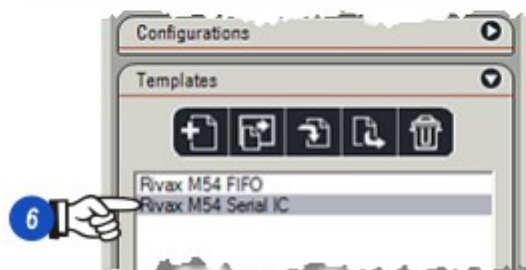 Configurations
Templates
Rivax M54 FIFO
Rivax M54 Serial IC
6